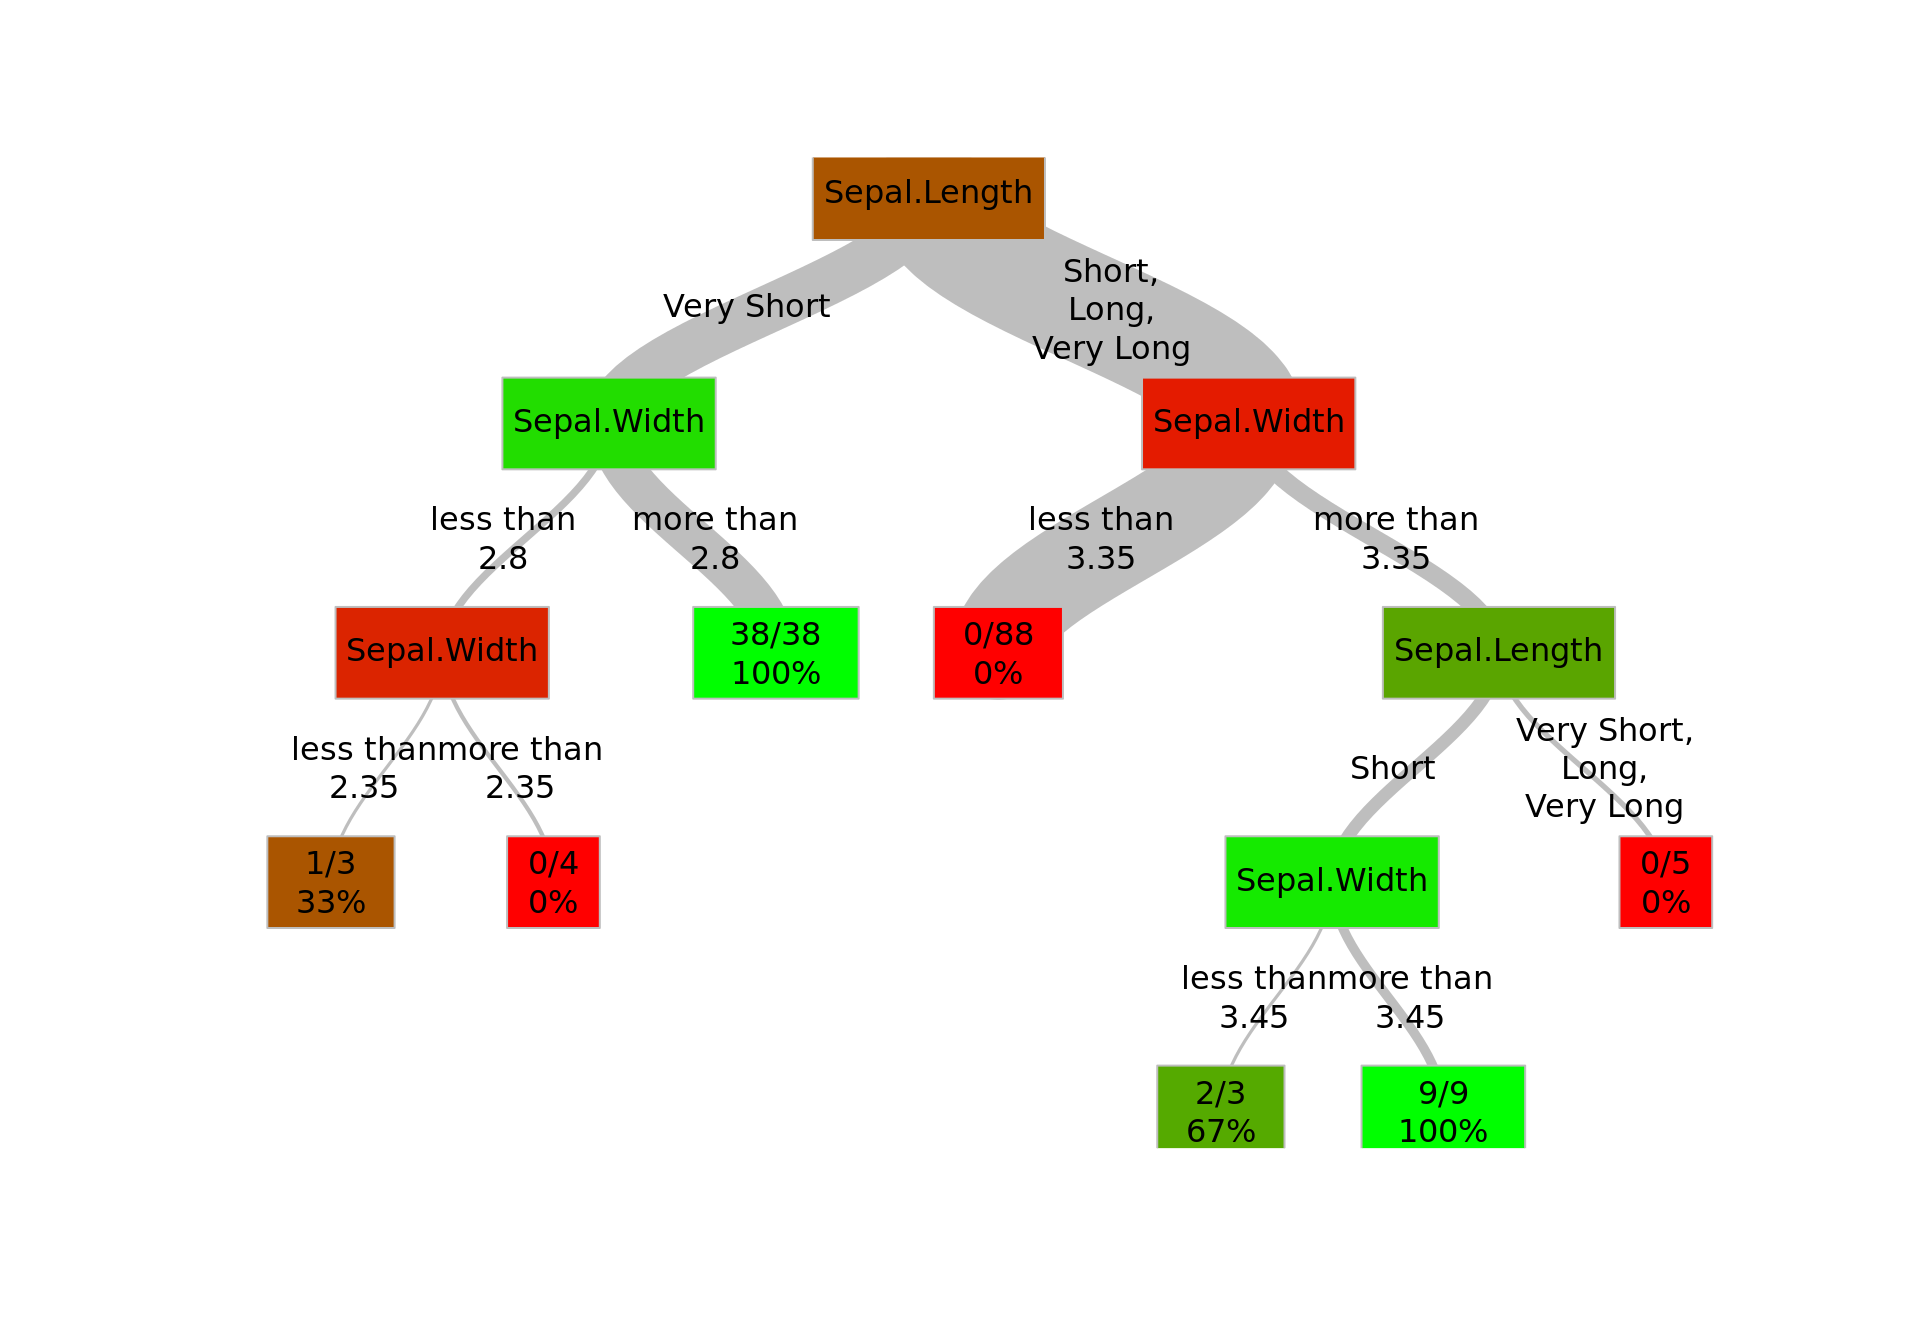 Sepal.Length
Very Short
Short,
Long,
Very Long
Sepal.Width
Sepal.Width
less than
2.8
more than
2.8
less than
3.35
more than
3.35
Sepal.Width
38/38
100%
0/88
0%
Sepal.Length
less than
2.35
more than
2.35
Short
Very Short,
Long,
Very Long
1/3
33%
0/4
0%
Sepal.Width
0/5
0%
less than
3.45
more than
3.45
2/3
67%
9/9
100%